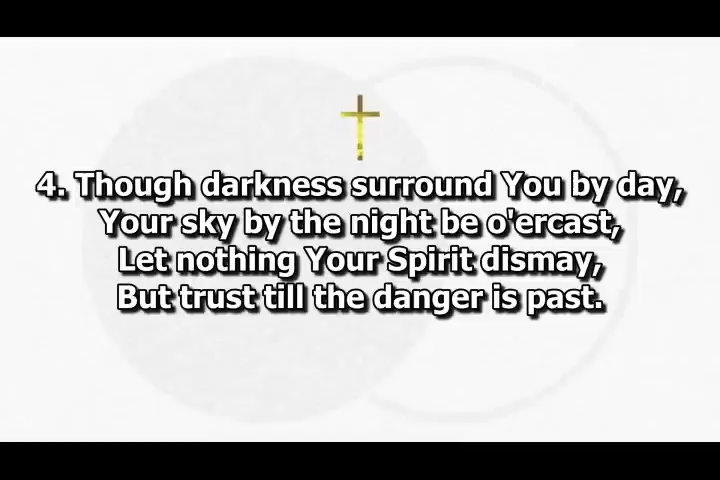 4. Though darkness surround You by day,
Your sky by the night be o'ercast,
Let nothing Your Spirit dismay,
But trust till the danger is past.